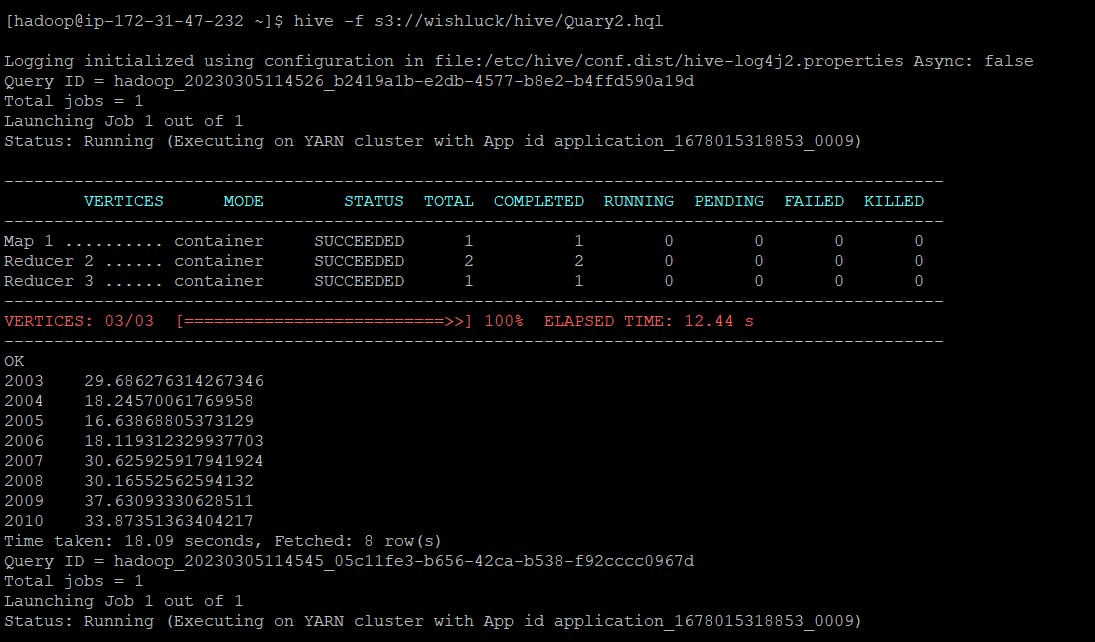 [hadoop@ip-172-31-47-232 ~]$ hive -f s3://wishluck/hive/Quary2.hql
Logging initialized using configuration in file:/etc/hive/conf.dist/hive-log4j2.properties Async: false
Query ID = hadoop_20230305114526_b2419a1b-e2db-4577-b8e2-b4ffd590a19d
Total jobs = 1
Launching Job 1 out of 1
Status: Running (Executing on YARN cluster with App id application_1678015318853_0009)
----------------------------------------------------------------------------------------------
        VERTICES      MODE        STATUS  TOTAL  COMPLETED  RUNNING  PENDING  FAILED  KILLED
----------------------------------------------------------------------------------------------
Map 1 .......... container     SUCCEEDED      1          1        0        0       0       0
Reducer 2 ...... container     SUCCEEDED      2          2        0        0       0       0
Reducer 3 ...... container     SUCCEEDED      1          1        0        0       0       0
----------------------------------------------------------------------------------------------
VERTICES: 03/03  [==========================>>] 100%  ELAPSED TIME: 12.44 s
----------------------------------------------------------------------------------------------
OK
2003    29.686276314267346
2004    18.24570061769958
2005    16.63868805373129
2006    18.119312329937703
2007    30.625925917941924
2008    30.16552562594132
2009    37.63093330628511
2010    33.87351363404217
Time taken: 18.09 seconds, Fetched: 8 row(s)
Query ID = hadoop_20230305114545_05c11fe3-b656-42ca-b538-f92cccc0967d
Total jobs = 1
Launching Job 1 out of 1
Status: Running (Executing on YARN cluster with App id application_1678015318853_0009)